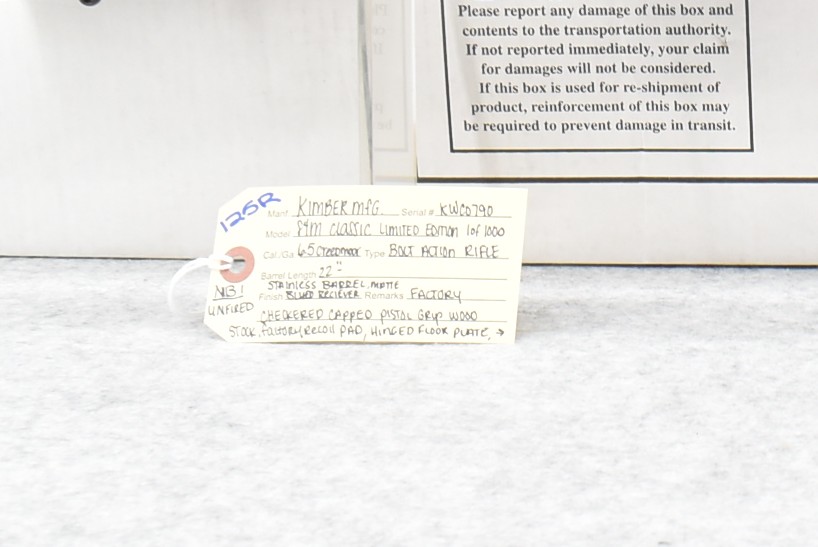 Please report any damage of this box and
contents to the transportation authority.
If not reported immediately, your claim
for damages will not be considered.
If this box is used for re-shipment of
product, reinforcement of this box may
be required to prevent damage in transit.
125R
Manf. KIMBER MFG. Serial # KWC0790
Model 84M CLASSIC LIMITED EDITION 1 of 1000
Cal./Ga. 6.5 Creedmoor Type BOLT ACTION RIFLE
Barrel Length 22"
STAINLESS BARREL, MATTE
Finish BLUED RECIEVER Remarks FACTORY
NB!
UNFIRED
CHECKERED CAPPED PISTOL GRIP WOOD
STOCK, FACTORY RECOIL PAD, HINGED FLOOR PLATE, →